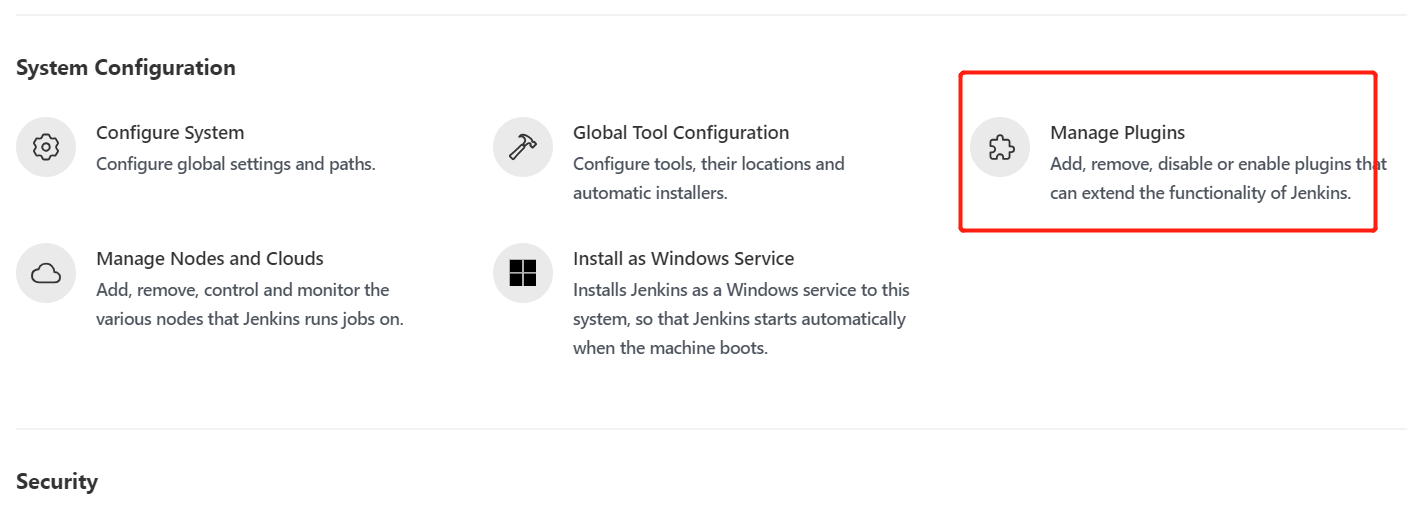 System Configuration
Configure System
Configure global settings and paths.
Global Tool Configuration
Configure tools, their locations and
automatic installers.
Manage Plugins
Add, remove, disable or enable plugins that
can extend the functionality of Jenkins.
Manage Nodes and Clouds
Add, remove, control and monitor the
various nodes that Jenkins runs jobs on.
Install as Windows Service
Installs Jenkins as a Windows service to this
system, so that Jenkins starts automatically
when the machine boots.
Security